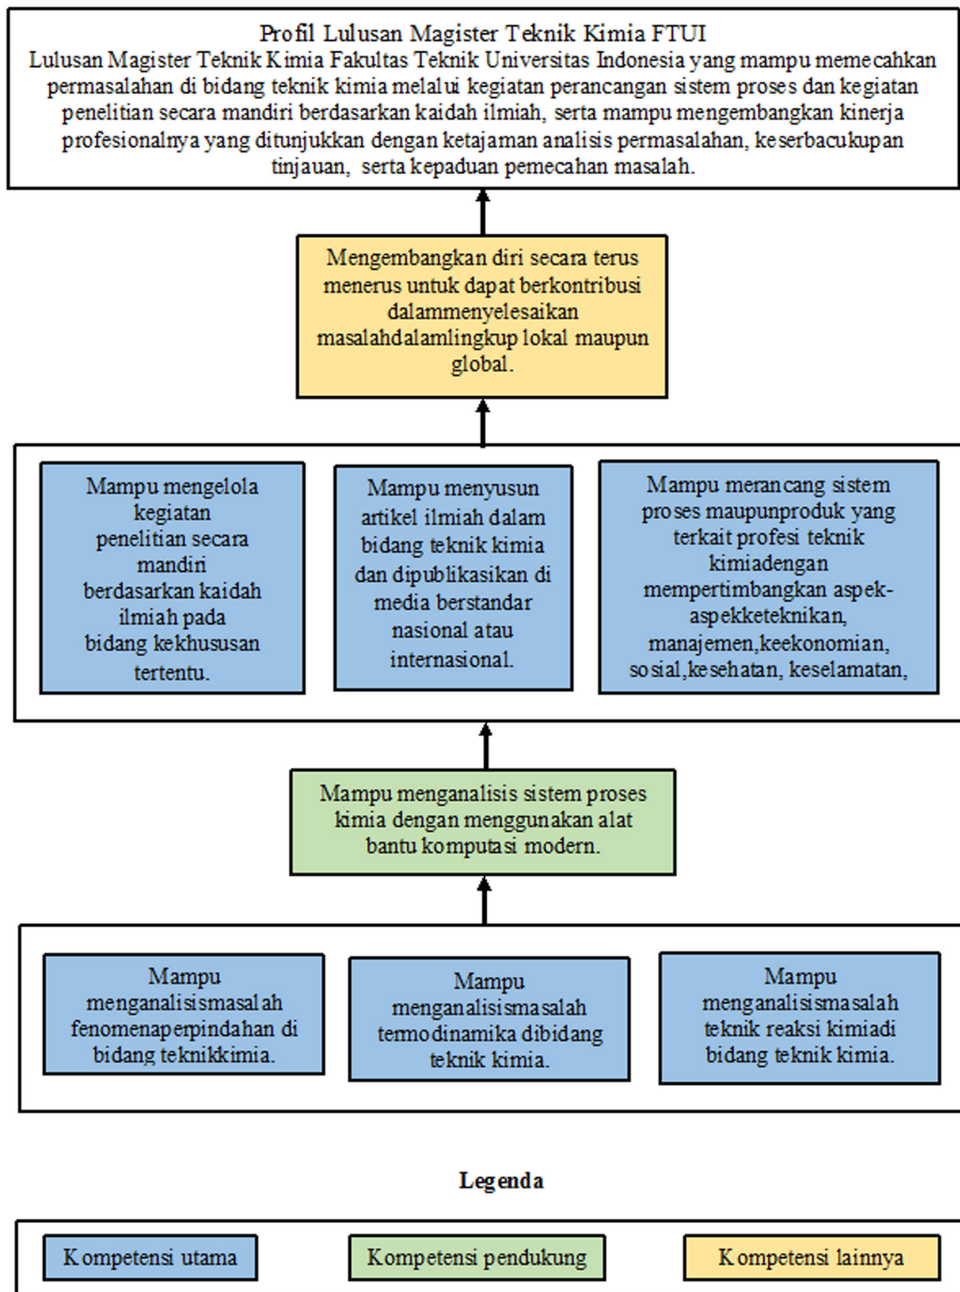 Profil Lulusan Magister Teknik Kimia FTUI
Lulusan Magister Teknik Kimia Fakultas Teknik Universitas Indonesia yang mampu memecahkan
permasalahan di bidang teknik kimia melalui kegiatan perancangan sistem proses dan kegiatan
penelitian secara mandiri berdasarkan kaidah ilmiah, serta mampu mengembangkan kinerja
profesionalnya yang ditunjukkan dengan ketajaman analisis permasalahan, keserbacukupan
tinjauan, serta kepaduan pemecahan masalah.
Mengembangkan diri secara terus
menerus untuk dapat berkontribusi
dalammenyelesaikan
masalahdalamlingkup lokal maupun
global.
Mampu mengelola
kegiatan
penelitian secara
mandiri
berdasarkan kaidah
ilmiah pada
bidang kekhususan
tertentu.
Mampu menyusun
artikel ilmiah dalam
bidang teknik kimia
dan dipublikasikan di
media berstandar
nasional atau
internasional.
Mampu merancang sistem
proses maupunproduk yang
terkait profesi teknik
kimiadengan
mempertimbangkan aspek-
aspekketeknikan,
manajemen,keekonomian,
sosial,kesehatan, keselamatan,
Mampu menganalisis sistem proses
kimia dengan menggunakan alat
bantu komputasi modern.
Mampu
menganalisismasalah
fenomenaperpindahan di
bidang teknikkimia.
Mampu
menganalisismasalah
termodinamika dibidang
teknik kimia.
Mampu
menganalisismasalah
teknik reaksi kimiadi
bidang teknik kimia.
Legenda
Kompetensi utama
Kompetensi pendukung
Kompetensi lainnya